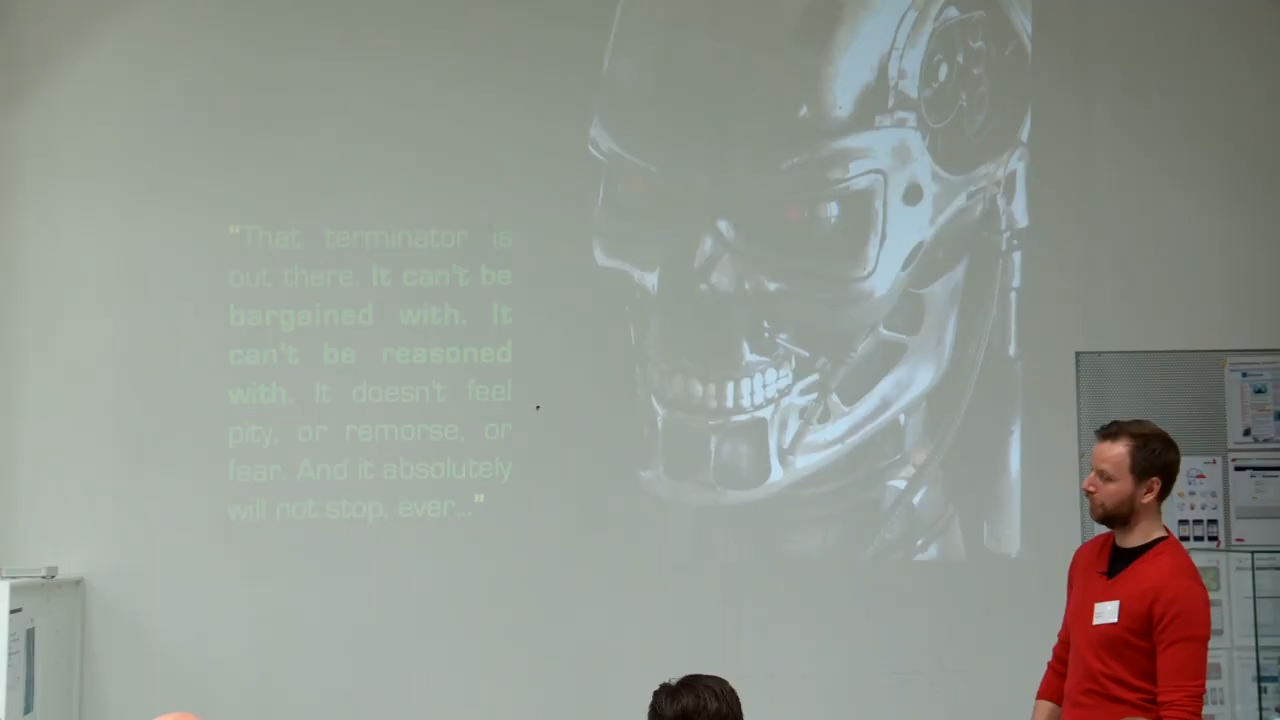 "That terminator is
out there. It can't be
bargained with. It
can't be reasoned
with. It doesn't feel
pity, or remorse, or
fear. And it absolutely
will not stop, ever..."